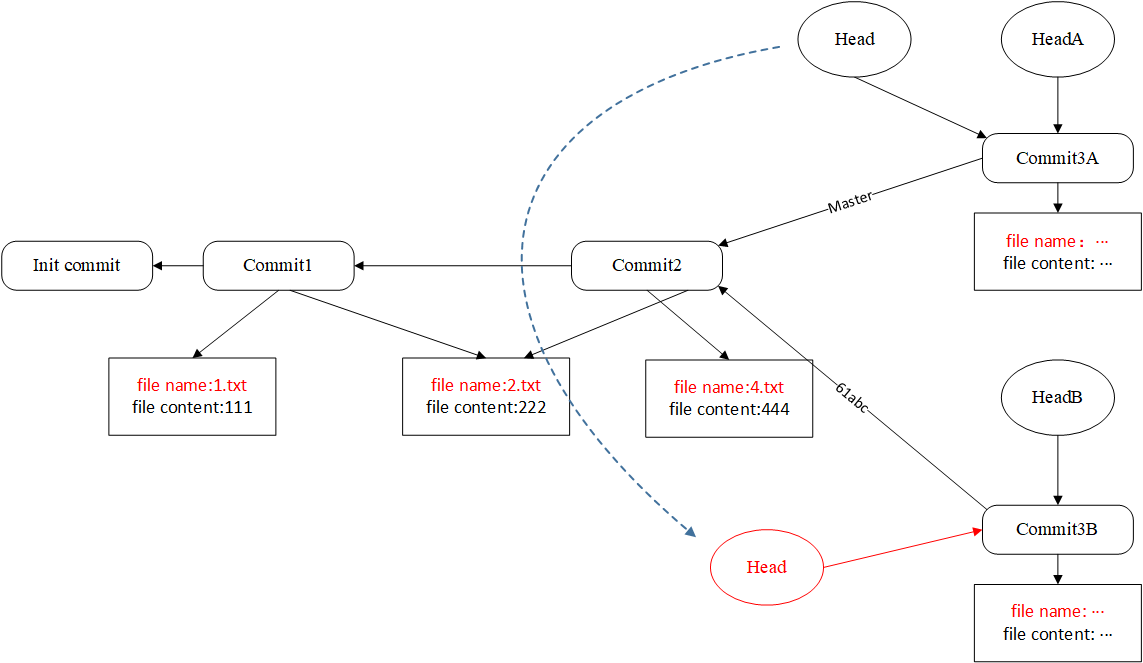 Head
HeadA
Commit3A
Master
file name：···
file content: ···
Init commit
Commit1
Commit2
file name:1.txt
file content:111
file name:2.txt
file content:222
file name:4.txt
file content:444
61abc
HeadB
Commit3B
Head
file name: ···
file content: ···